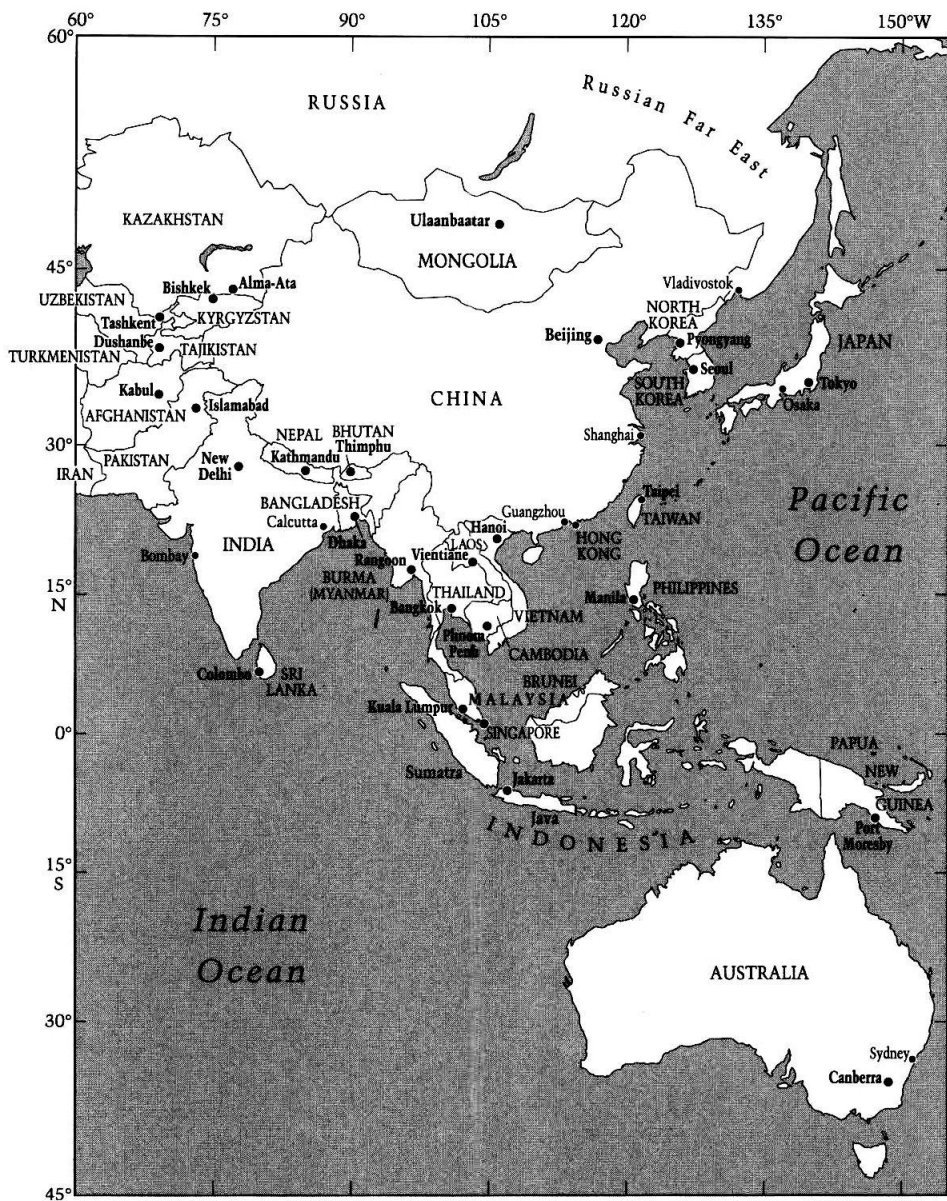 60° 75° 90° 105° 120° 135° 150°W
60°
RUSSIA
Russian Far East
KAZAKHSTAN
Ulaanbaatar
MONGOLIA
45°
Bishkek
Alma-Ata
UZBEKISTAN
Tashkent
KYRGYZSTAN
Vladivostok
NORTH
KOREA
Dushanbe
TAJIKISTAN
TURKMENISTAN
Beijing
Pyongyang
JAPAN
Kabul
Islamabad
AFGHANISTAN
CHINA
SOUTH
KOREA
Seoul
Tokyo
Osaka
30°
PAKISTAN
IRAN
New
Delhi
NEPAL
Kathmandu
BHUTAN
Thimphu
Shanghai
BANGLADESH
Calcutta
Dhaka
INDIA
Bombay
Guangzhou
Hanoi
HONG
KONG
Taipei
TAIWAN
Pacific
Ocean
Rangoon
Vientiane
LAOS
BURMA
(MYANMAR)
15°
N
THAILAND
Bangkok
VIETNAM
Phnom
Penh
CAMBODIA
Manila
PHILIPPINES
Colombo
SRI
LANKA
BRUNEI
MALAYSIA
Kuala Lumpur
SINGAPORE
0°
Sumatra
Jakarta
Java
INDONESIA
PAPUA
NEW
GUINEA
Port
Moresby
15°
S
Indian
Ocean
AUSTRALIA
30°
Sydney
Canberra
45°